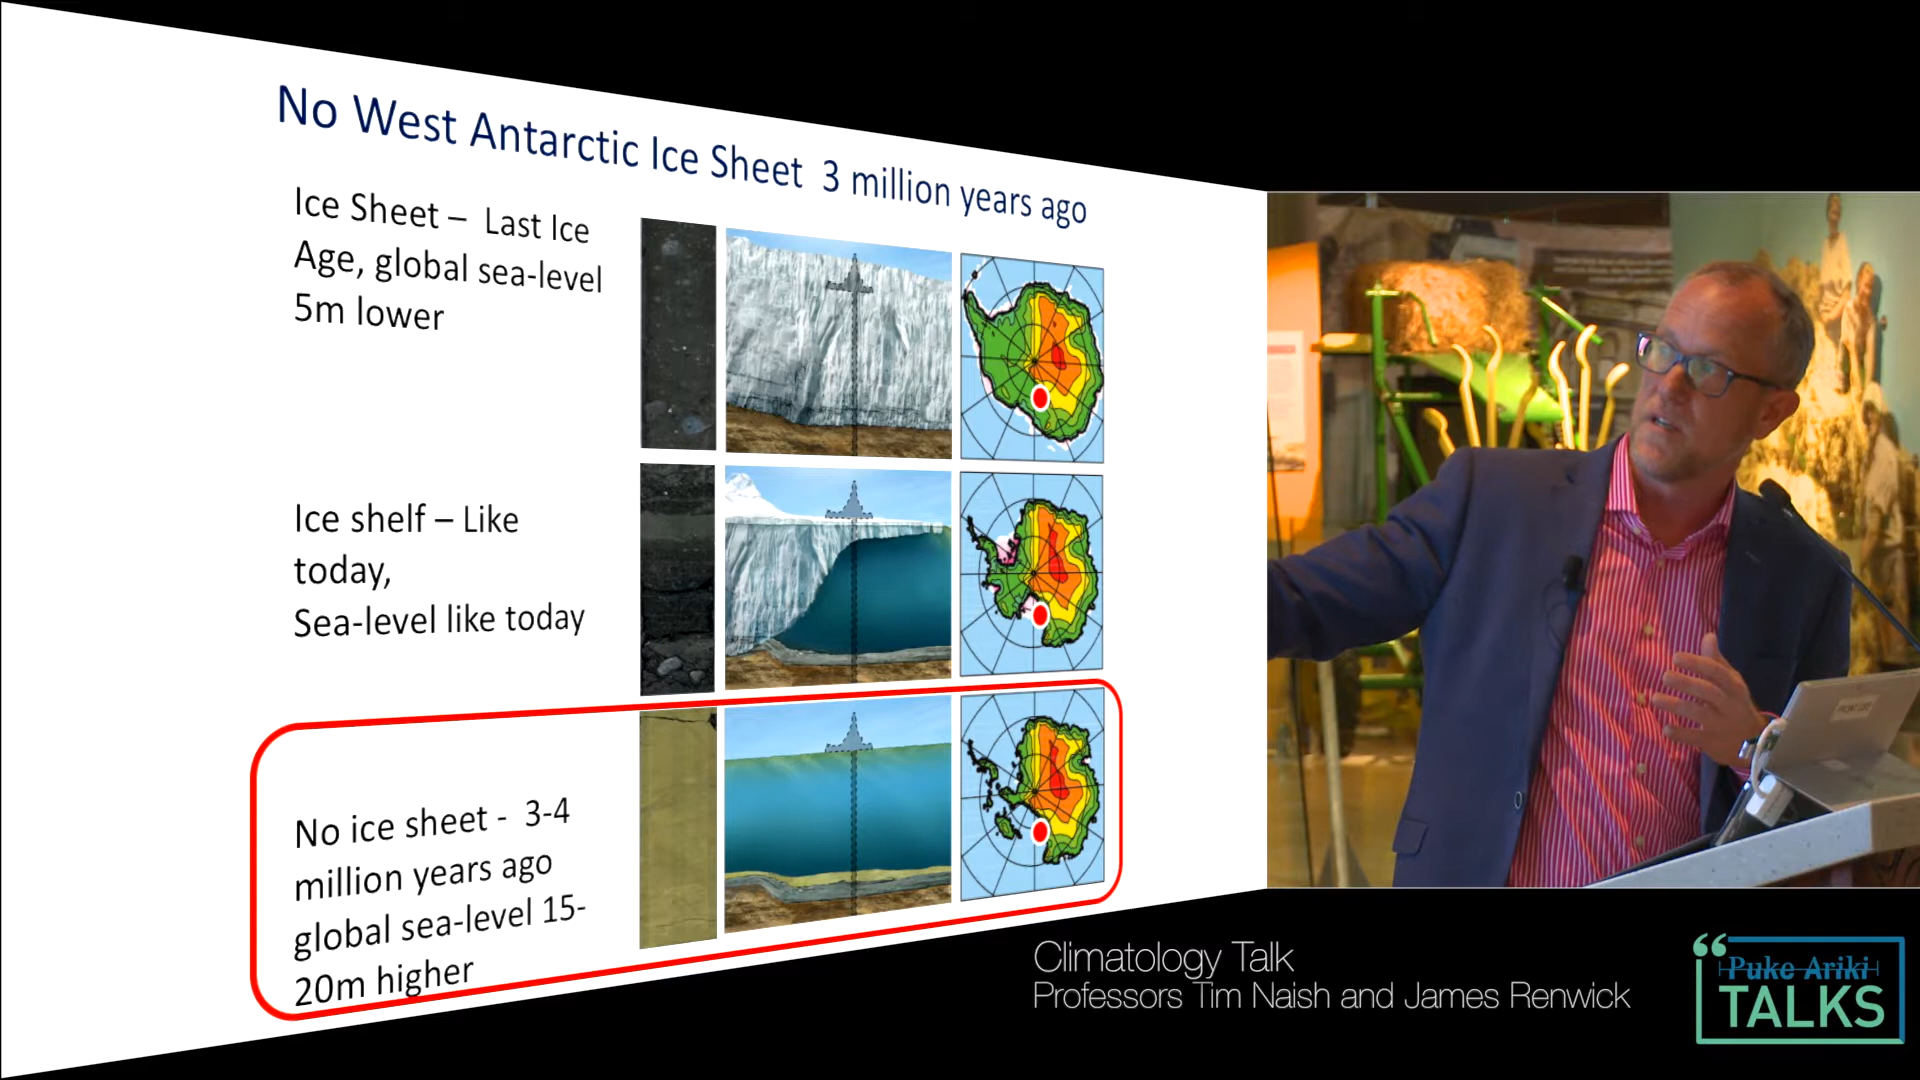 No West Antarctic Ice Sheet 3 million years ago
Ice Sheet – Last Ice
Age, global sea-level
5m lower
Ice shelf – Like
today,
Sea-level like today
No ice sheet - 3-4
million years ago
global sea-level 15-
20m higher
Climatology Talk
Professors Tim Naish and James Renwick
Puke Ariki
TALKS